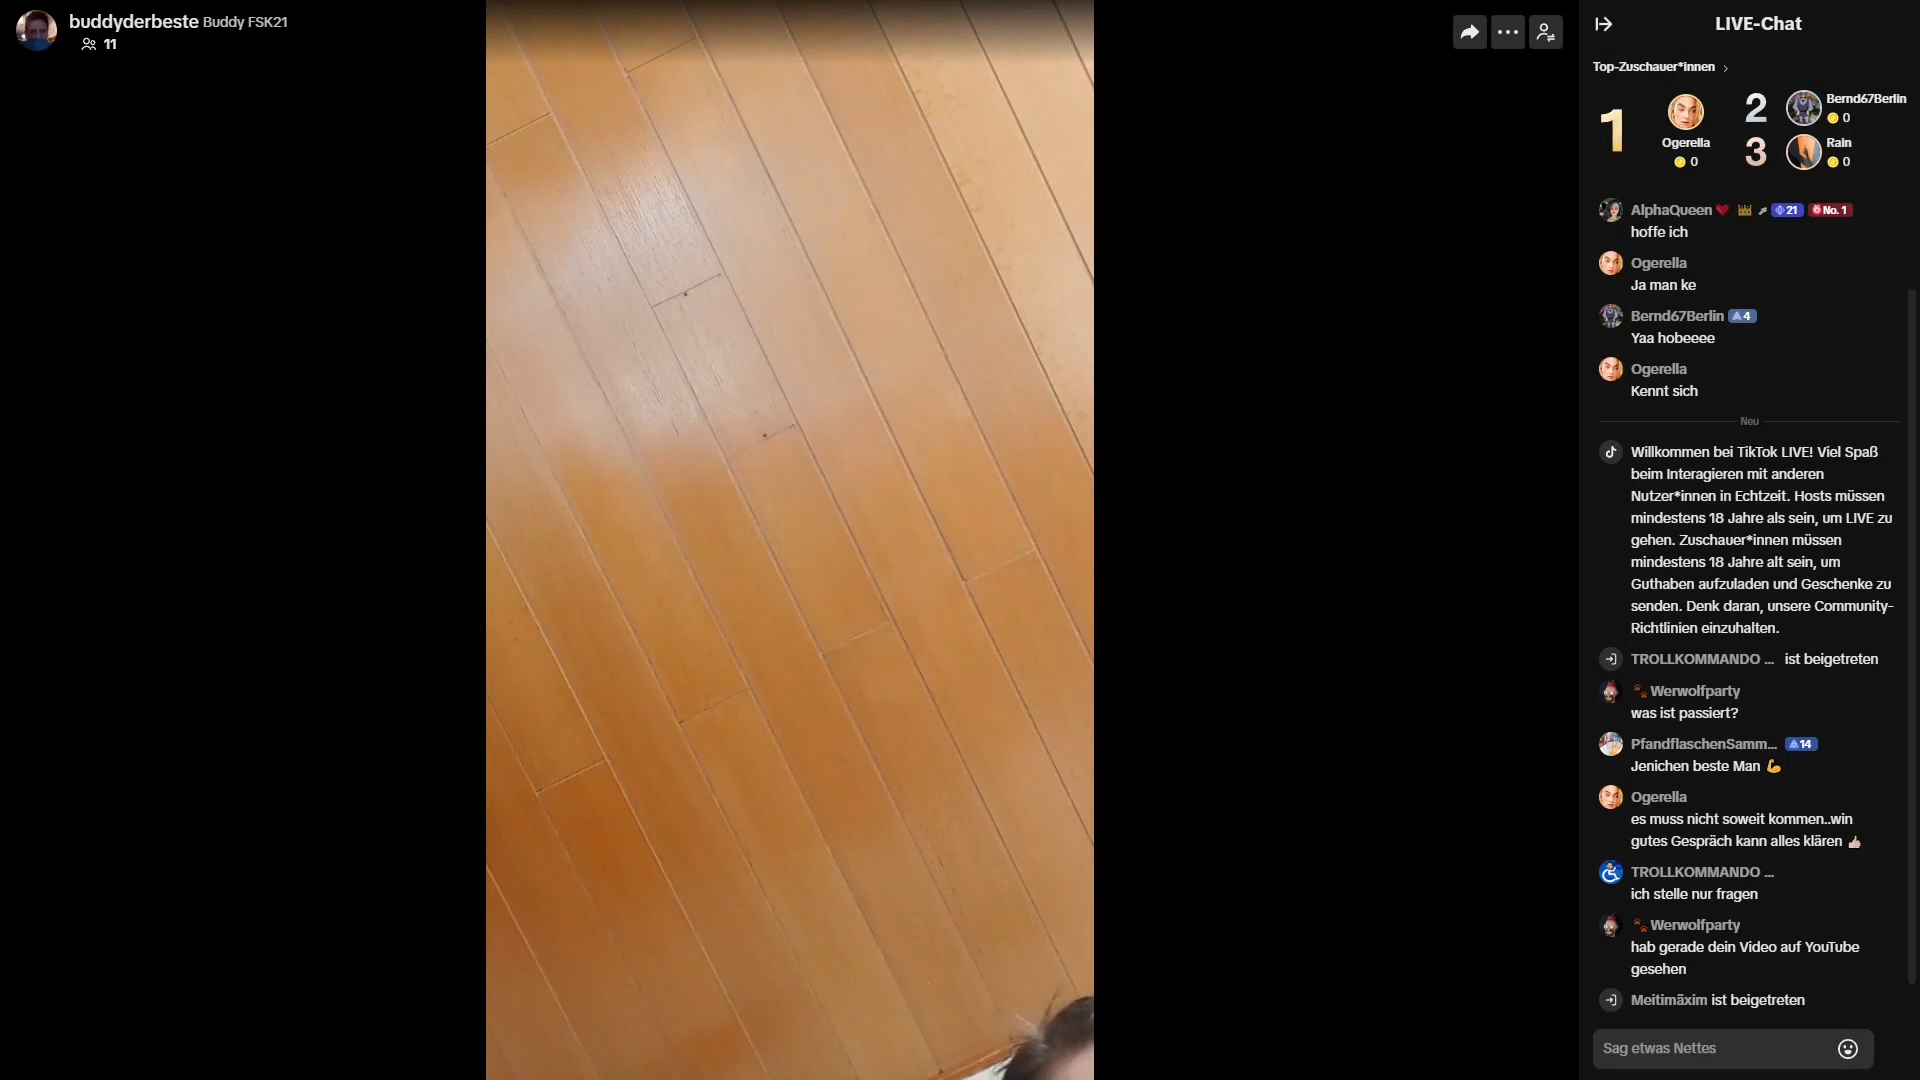 buddyderbeste Buddy FSK21
11
LIVE-Chat
Top-Zuschauer*innen
1
Ogerella
0
2
Bernd67Berlin
0
3
Rain
0
AlphaQueen 21 No. 1
hoffe ich
Ogerella
Ja man ke
Bernd67Berlin 4
Yaa hobeeee
Ogerella
Kennt sich
Neu
Willkommen bei TikTok LIVE! Viel Spaß
beim Interagieren mit anderen
Nutzer*innen in Echtzeit. Hosts müssen
mindestens 18 Jahre als sein, um LIVE zu
gehen. Zuschauer*innen müssen
mindestens 18 Jahre alt sein, um
Guthaben aufzuladen und Geschenke zu
senden. Denk daran, unsere Community-
Richtlinien einzuhalten.
TROLLKOMMANDO ... ist beigetreten
Werwolfparty
was ist passiert?
PfandflaschenSamm... 14
Jenichen beste Man 💪
Ogerella
es muss nicht soweit kommen..win
gutes Gespräch kann alles klären 👍🏻
TROLLKOMMANDO ...
ich stelle nur fragen
Werwolfparty
hab gerade dein Video auf YouTube
gesehen
Meitimãxim ist beigetreten
Sag etwas Nettes